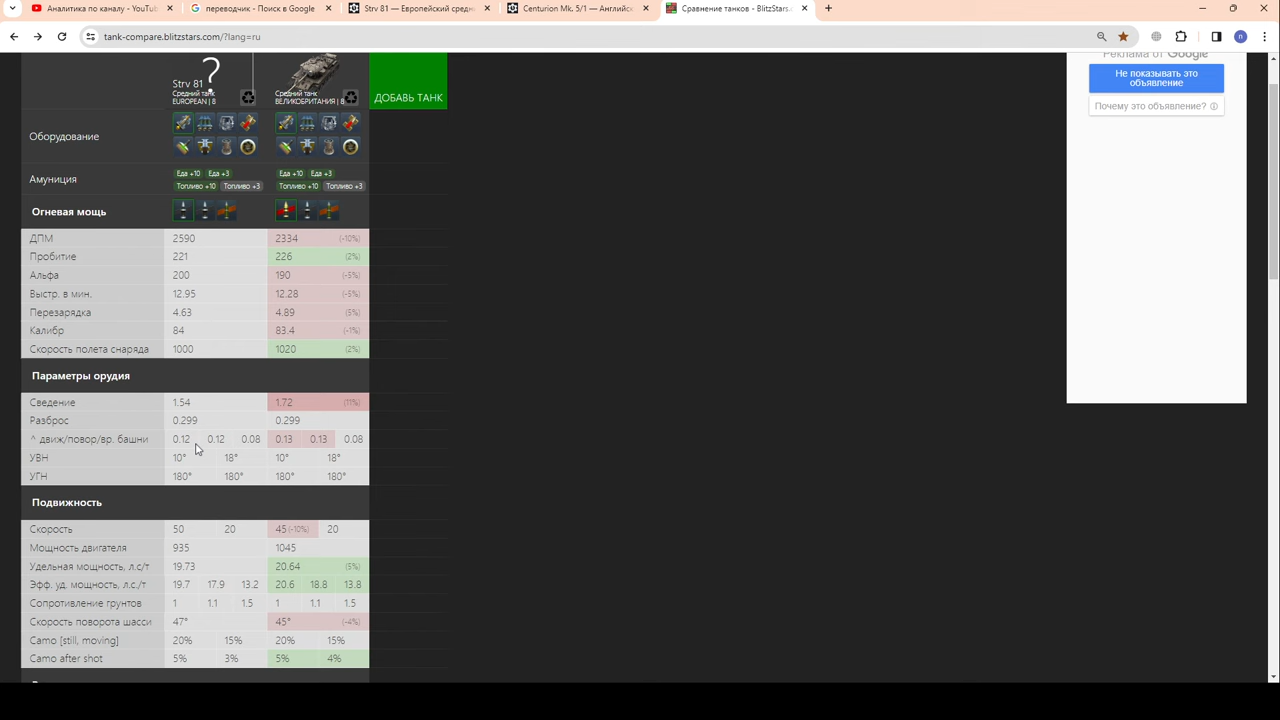 Аналитика по каналу - YouTu
переводчик - Поиск в Google
Strv 81 — Европейский средн
Centurion Mk. 5/1 — Английск
Сравнение танков - BlitzStars.
tank-compare.blitzstars.com/?lang=ru
n
Реклама от Google
Не показывать это объявление
Почему это объявление?
?
Strv 81
Средний танк
EUROPEAN | 8
Средний танк
ВЕЛИКОБРИТАНИЯ | 8
ДОБАВЬ ТАНК
Оборудование
Амуниция
Еда +10 Еда +3
Топливо +10 Топливо +3
Еда +10 Еда +3
Топливо +10 Топливо +3
Огневая мощь
ДПМ 2590 2334 (-10%)
Пробитие 221 226 (2%)
Альфа 200 190 (-5%)
Выстр. в мин. 12.95 12.28 (-5%)
Перезарядка 4.63 4.89 (5%)
Калибр 84 83.4 (-1%)
Скорость полета снаряда 1000 1020 (2%)
Параметры орудия
Сведение 1.54 1.72 (11%)
Разброс 0.299 0.299
^ движ/повор/вр. башни 0.12 0.12 0.08 0.13 0.13 0.08
УВН 10° 18° 10° 18°
УГН 180° 180° 180° 180°
Подвижность
Скорость 50 20 45 (-10%) 20
Мощность двигателя 935 1045
Удельная мощность, л.с/т 19.73 20.64 (5%)
Эфф. уд. мощность, л.с./т 19.7 17.9 13.2 20.6 18.8 13.8
Сопротивление грунтов 1 1.1 1.5 1 1.1 1.5
Скорость поворота шасси 47° 45° (-4%)
Camo [still, moving] 20% 15% 20% 15%
Camo after shot 5% 3% 5% 4%